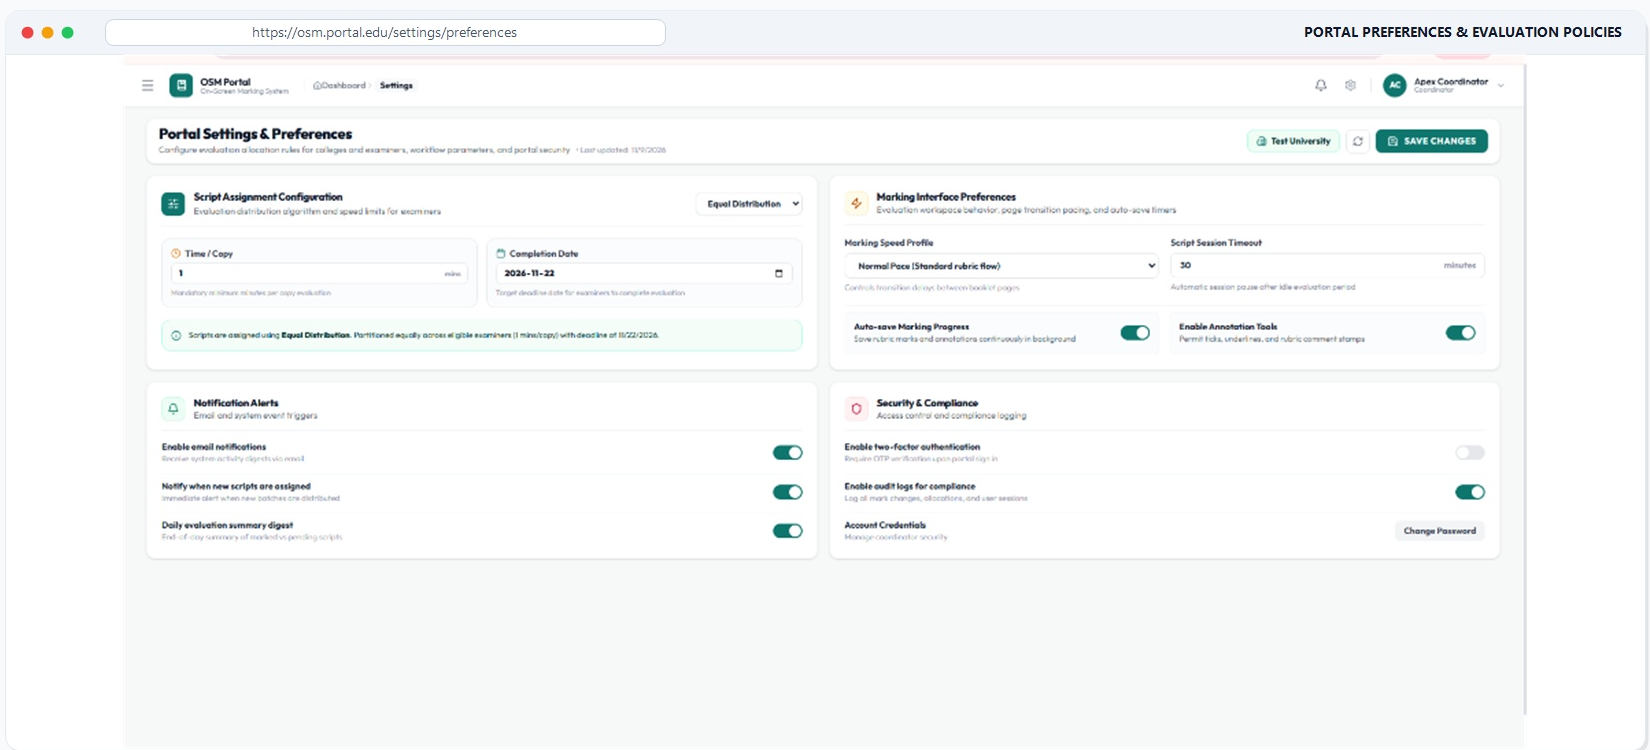 https://osm.portal.edu/settings/preferences
PORTAL PREFERENCES & EVALUATION POLICIES
OSM Portal
On-Screen Marking System
Dashboard
Settings
AC
Apex Coordinator
Coordinator
Portal Settings & Preferences
Configure evaluation allocation rules for colleges and examiners, workflow parameters, and portal security • Last updated: 11/9/2026
Test University
SAVE CHANGES
Script Assignment Configuration
Evaluation distribution algorithm and speed limits for examiners
Equal Distribution
Time / Copy
1
mins
Mandatory minimum minutes per copy evaluation
Completion Date
2026-11-22
Target deadline date for examiners to complete evaluation
Scripts are assigned using Equal Distribution. Partitioned equally across eligible examiners (1 mins/copy) with deadline of 11/22/2026.
Marking Interface Preferences
Evaluation workspace behavior, page transition pacing, and auto-save timers
Marking Speed Profile
Normal Pace (Standard rubric flow)
Controls transition delays between booklet pages
Script Session Timeout
30
minutes
Automatic session pause after idle evaluation period
Auto-save Marking Progress
Save rubric marks and annotations continuously in background
Enable Annotation Tools
Permit ticks, underlines, and rubric comment stamps
Notification Alerts
Email and system event triggers
Enable email notifications
Receive system activity digests via email
Notify when new scripts are assigned
Immediate alert when new batches are distributed
Daily evaluation summary digest
End-of-day summary of marked vs pending scripts
Security & Compliance
Access control and compliance logging
Enable two-factor authentication
Require OTP verification upon portal sign in
Enable audit logs for compliance
Log all mark changes, allocations, and user sessions
Account Credentials
Manage coordinator security
Change Password